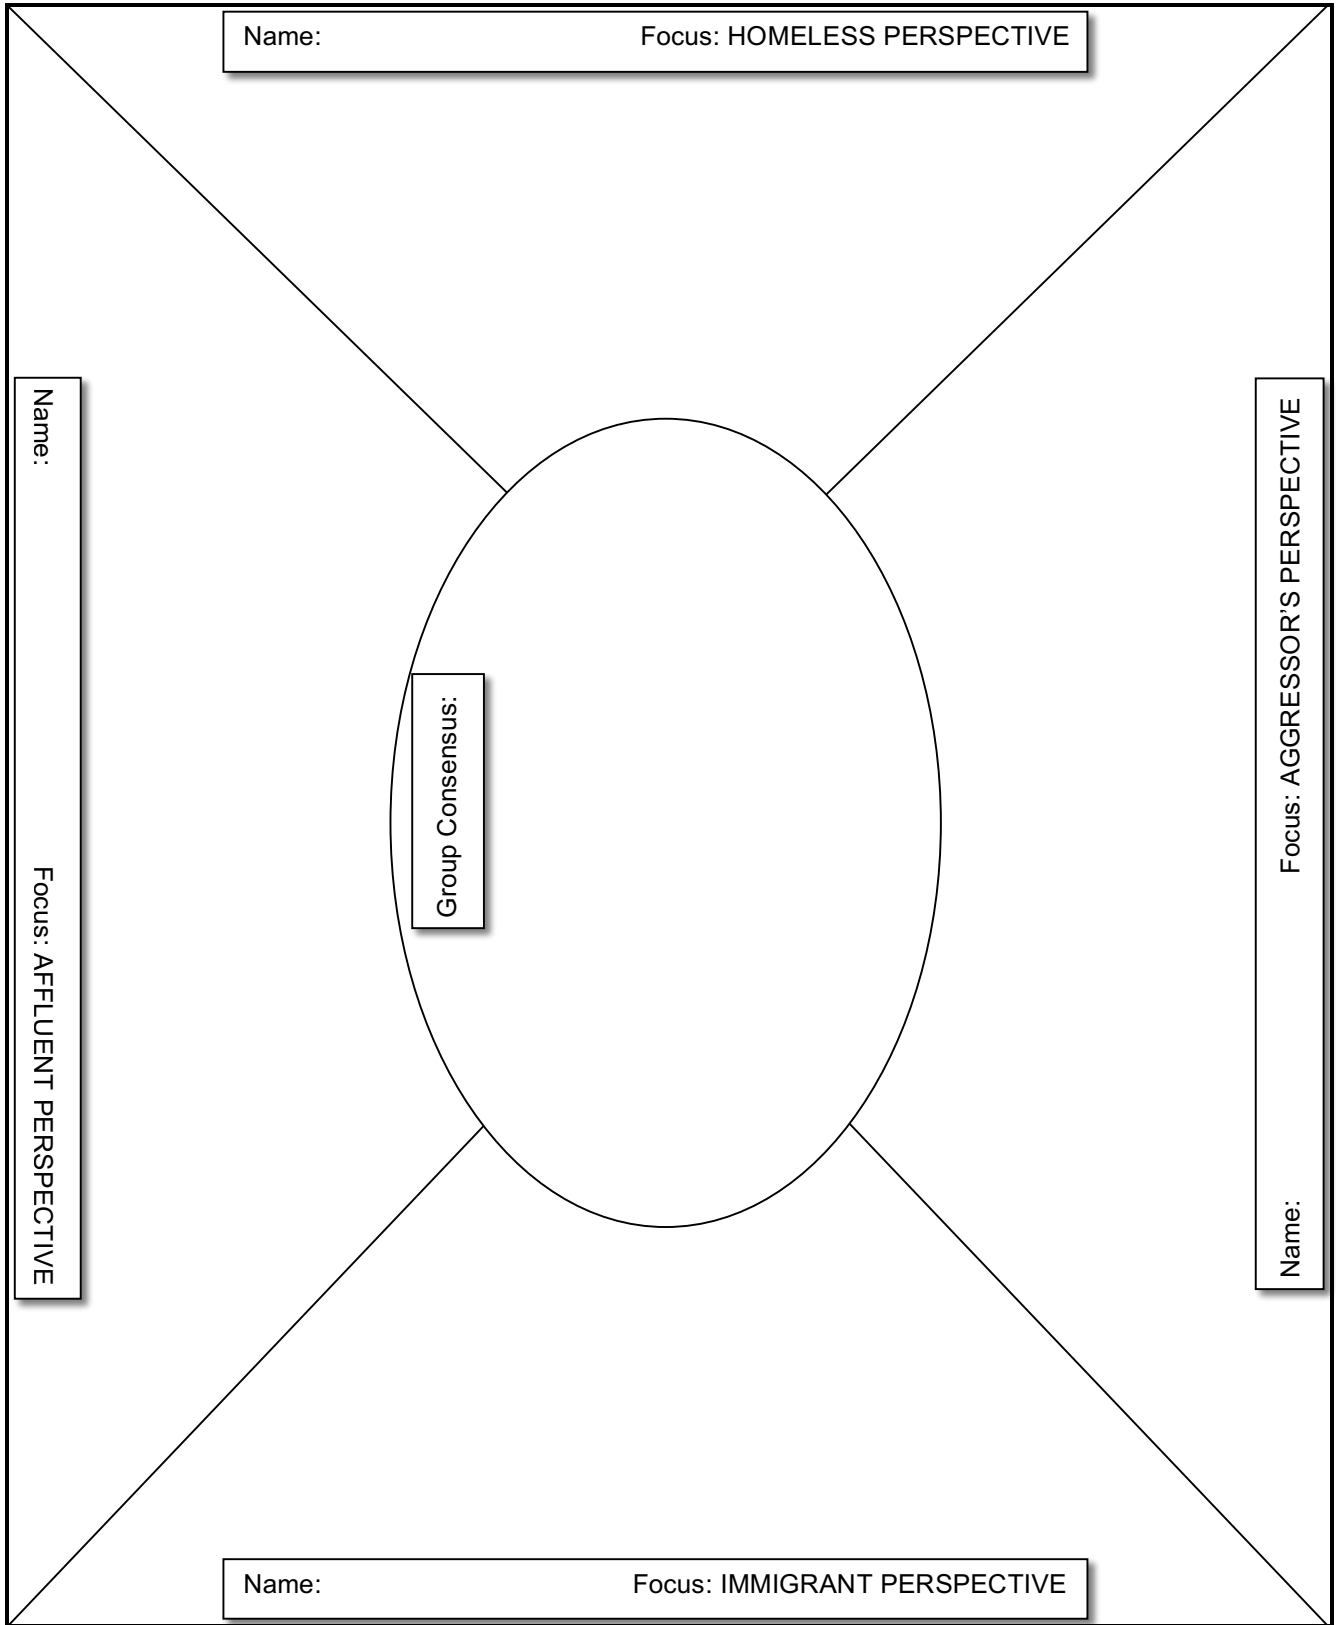 Name: Focus: HOMELESS PERSPECTIVE
Name: Focus: AFFLUENT PERSPECTIVE
Group Consensus:
Name: Focus: AGGRESSOR'S PERSPECTIVE
Name: Focus: IMMIGRANT PERSPECTIVE